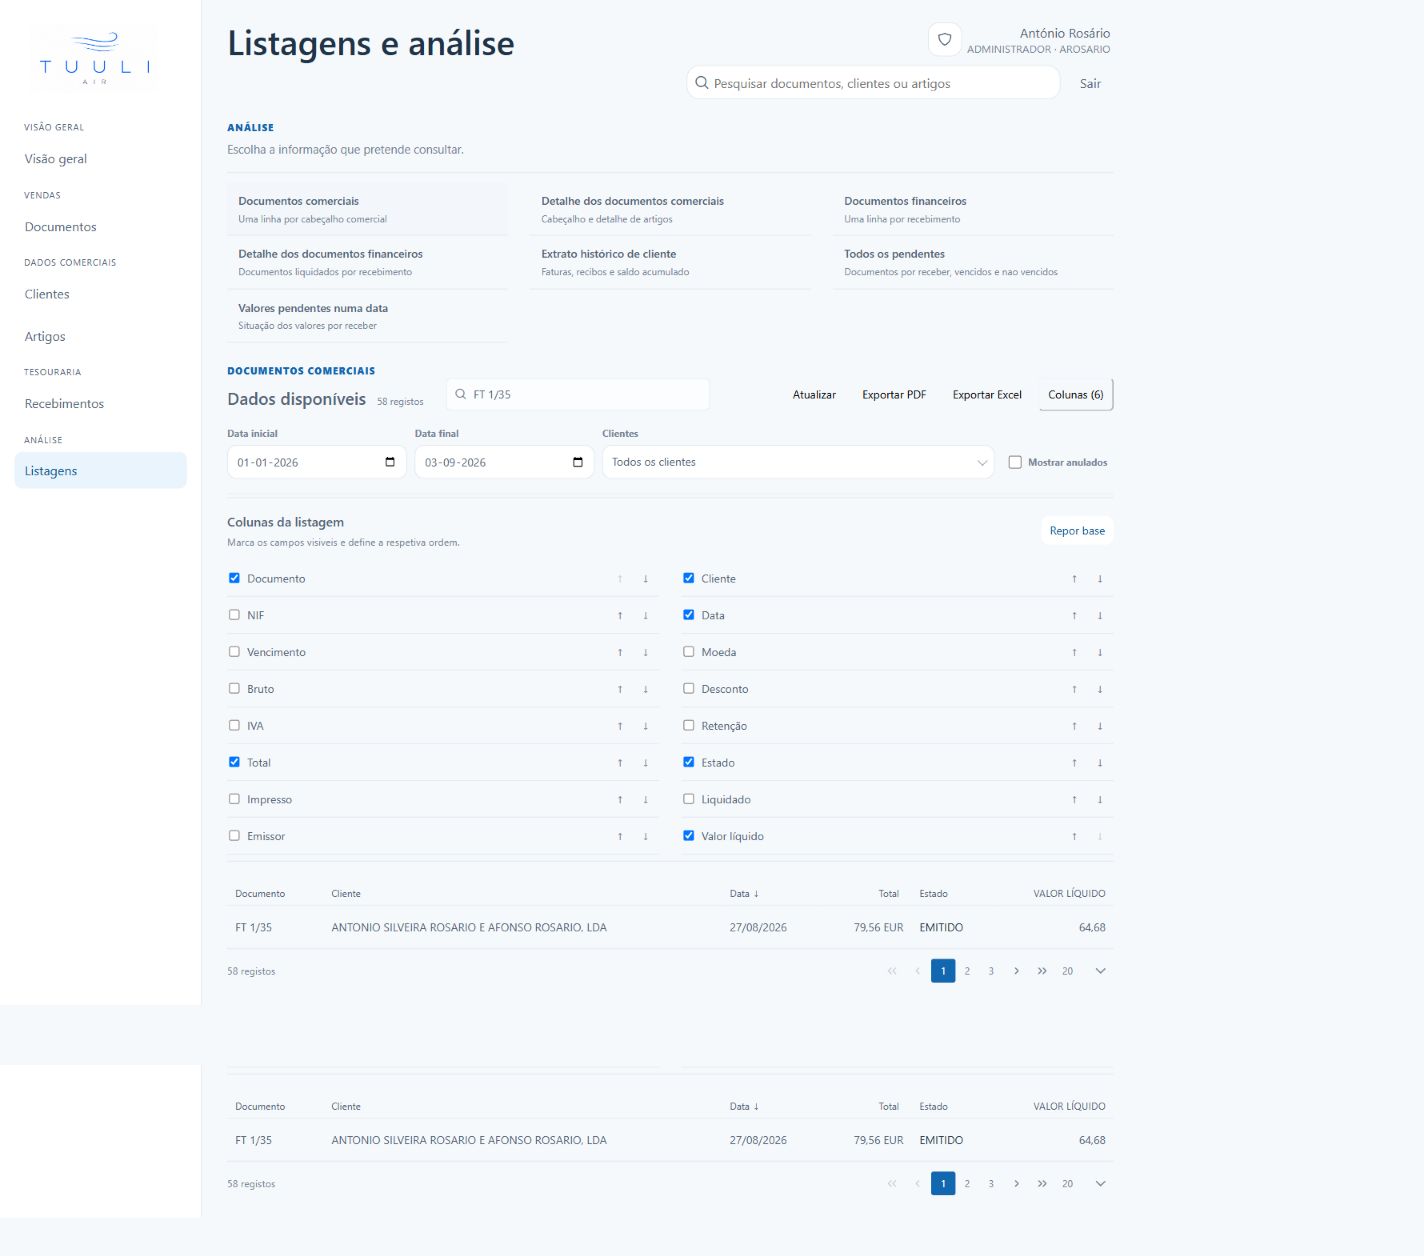 TUULI
AIR
VISÃO GERAL
Visão geral
VENDAS
Documentos
DADOS COMERCIAIS
Clientes
Artigos
TESOURARIA
Recebimentos
ANÁLISE
Listagens
Listagens e análise
António Rosário
ADMINISTRADOR · AROSARIO
Pesquisar documentos, clientes ou artigos
Sair
ANÁLISE
Escolha a informação que pretende consultar.
Documentos comerciais
Uma linha por cabeçalho comercial
Detalhe dos documentos comerciais
Cabeçalho e detalhe de artigos
Documentos financeiros
Uma linha por recebimento
Detalhe dos documentos financeiros
Documentos liquidados por recebimento
Extrato histórico de cliente
Faturas, recibos e saldo acumulado
Todos os pendentes
Documentos por receber, vencidos e nao vencidos
Valores pendentes numa data
Situação dos valores por receber
DOCUMENTOS COMERCIAIS
Dados disponíveis 58 registos
FT 1/35
Atualizar Exportar PDF Exportar Excel Colunas (6)
Data inicial
01-01-2026
Data final
03-09-2026
Clientes
Todos os clientes
Mostrar anulados
Colunas da listagem
Marca os campos visiveis e define a respetiva ordem.
Repor base
Documento ↑ ↓ Cliente ↑ ↓
NIF ↑ ↓ Data ↑ ↓
Vencimento ↑ ↓ Moeda ↑ ↓
Bruto ↑ ↓ Desconto ↑ ↓
IVA ↑ ↓ Retenção ↑ ↓
Total ↑ ↓ Estado ↑ ↓
Impresso ↑ ↓ Liquidado ↑ ↓
Emissor ↑ ↓ Valor líquido ↑ ↓
Documento Cliente Data ↓ Total Estado VALOR LÍQUIDO
FT 1/35 ANTONIO SILVEIRA ROSARIO E AFONSO ROSARIO, LDA 27/08/2026 79,56 EUR EMITIDO 64,68
58 registos « ‹ 1 2 3 › » 20
Documento Cliente Data ↓ Total Estado VALOR LÍQUIDO
FT 1/35 ANTONIO SILVEIRA ROSARIO E AFONSO ROSARIO, LDA 27/08/2026 79,56 EUR EMITIDO 64,68
58 registos « ‹ 1 2 3 › » 20